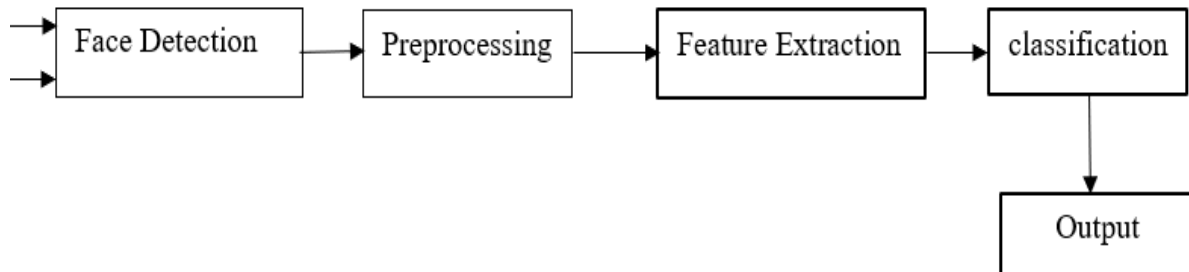 Face Detection
Preprocessing
Feature Extraction
classification
Output